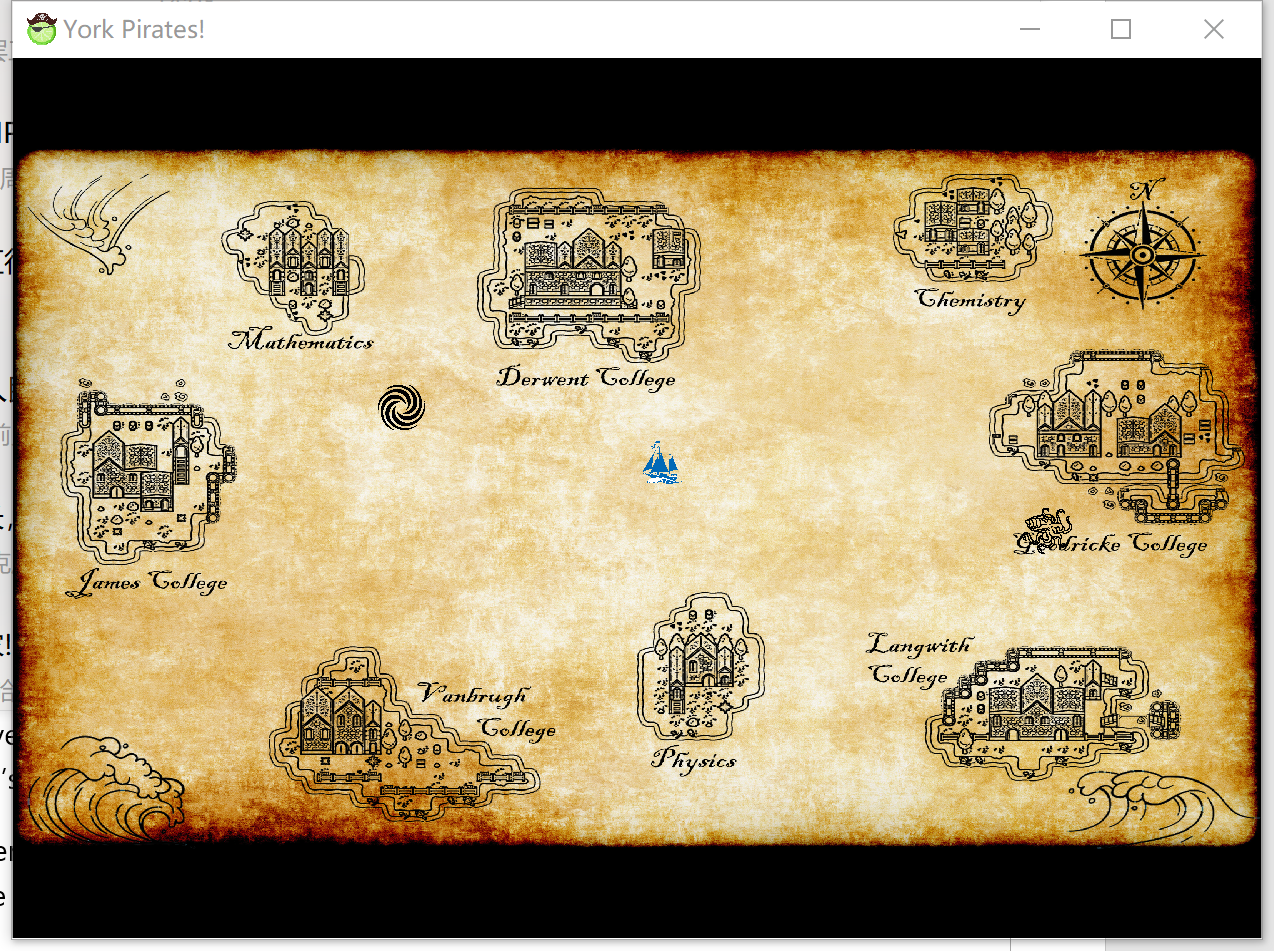 York Pirates!
N
Chemistry
Mathematics
Derwent College
Goodricke College
James College
Langwith
College
Vanbrugh
College
Physics